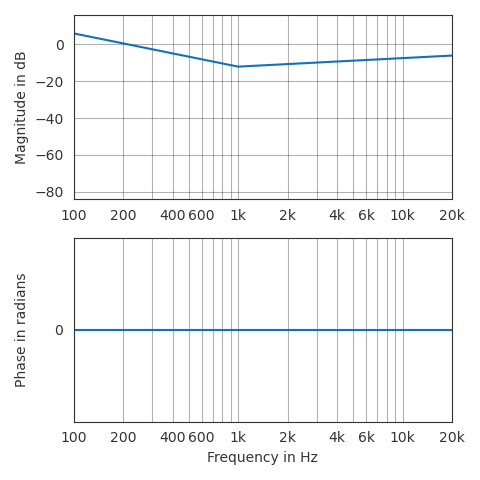 0
−20
−40
−60
−80
Magnitude in dB
100 200 400 600 1k 2k 4k 6k 10k 20k
0
Phase in radians
100 200 400 600 1k 2k 4k 6k 10k 20k
Frequency in Hz